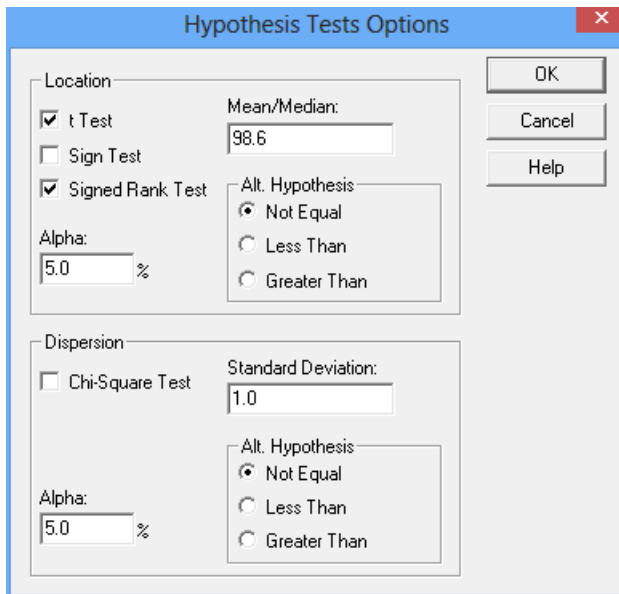 Hypothesis Tests Options
Location
t Test
Sign Test
Signed Rank Test
Mean/Median:
98.6
Alt. Hypothesis
Not Equal
Less Than
Greater Than
Alpha:
5.0 %
OK
Cancel
Help
Dispersion
Chi-Square Test
Standard Deviation:
1.0
Alt. Hypothesis
Not Equal
Less Than
Greater Than
Alpha:
5.0 %